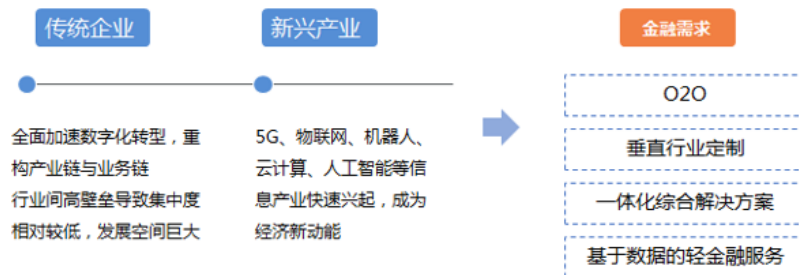 传统企业
新兴产业
金融需求
全面加速数字化转型，重
构产业链与业务链
行业间高壁垒导致集中度
相对较低，发展空间巨大
5G、物联网、机器人、
云计算、人工智能等信
息产业快速兴起，成为
经济新动能
O2O
垂直行业定制
一体化综合解决方案
基于数据的轻金融服务